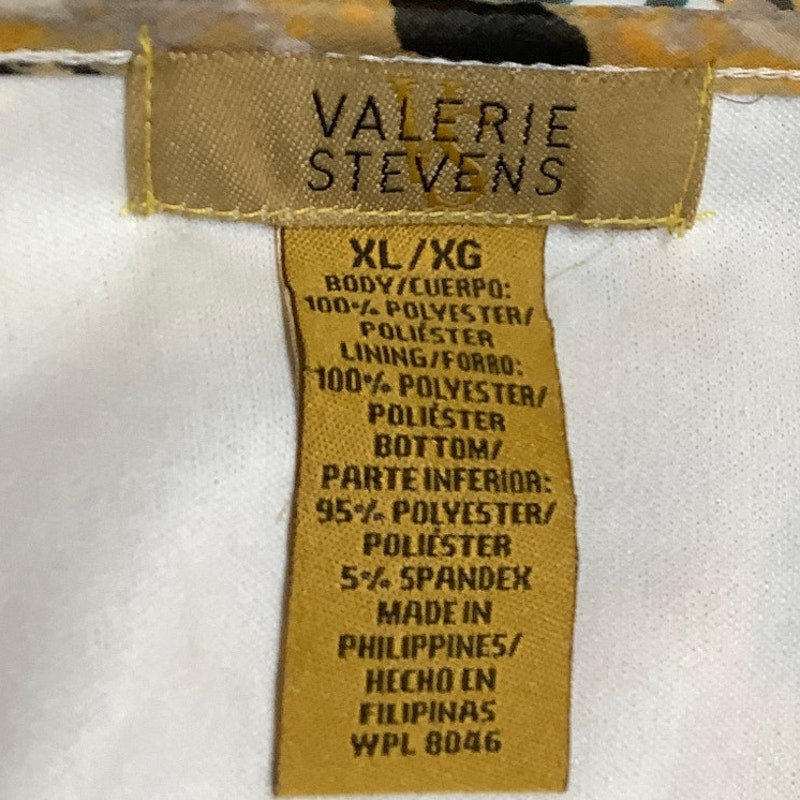 VALERIE
STEVENS
XL/XG
BODY/CUERPO:
100% POLYESTER/
POLIÉSTER
LINING/FORRO:
100% POLYESTER/
POLIÉSTER
BOTTOM/
PARTE INFERIOR:
95% POLYESTER/
POLIÉSTER
5% SPANDEX
MADE IN
PHILIPPINES/
HECHO EN
FILIPINAS
WPL 8046